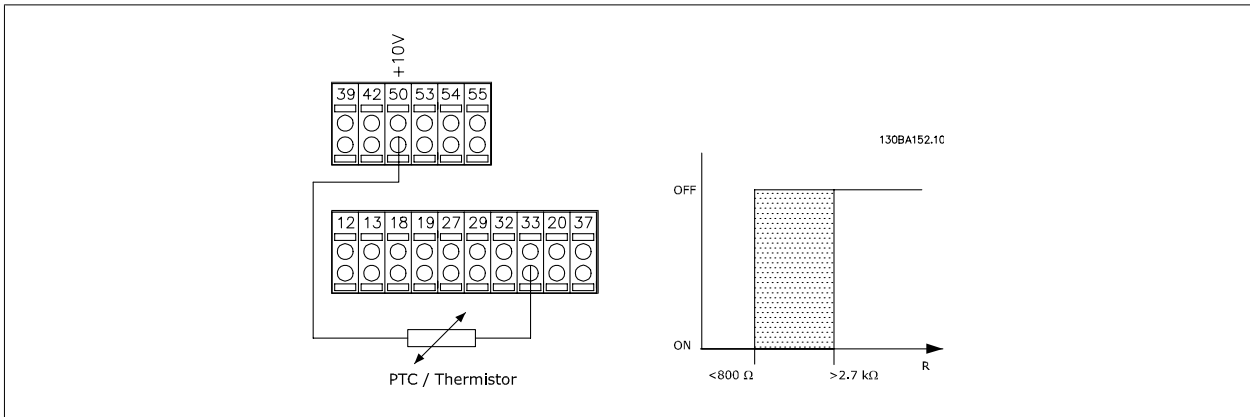 +10V
39 42 50 53 54 55
130BA152.10
OFF
12 13 18 19 27 29 32 33 20 37
ON
<800 Ω >2.7 kΩ R
PTC / Thermistor